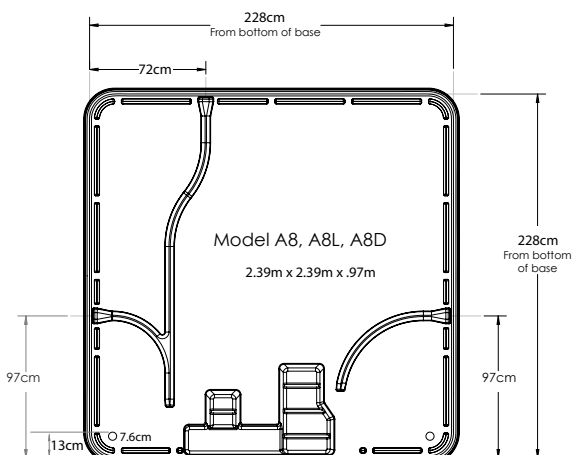 228cm
From bottom of base
72cm
Model A8, A8L, A8D
2.39m x 2.39m x .97m
228cm
From bottom
of base
97cm
97cm
7.6cm
13cm